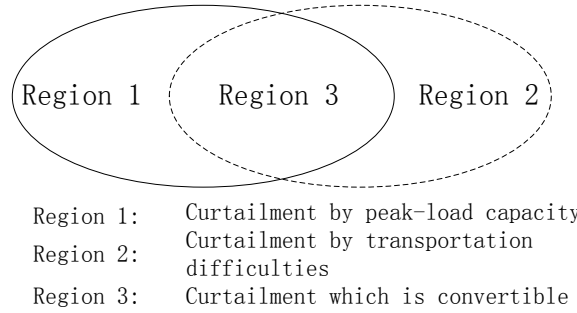 Region 1 Region 3 Region 2
Region 1: Curtailment by peak-load capacity
Region 2: Curtailment by transportation
difficulties
Region 3: Curtailment which is convertible